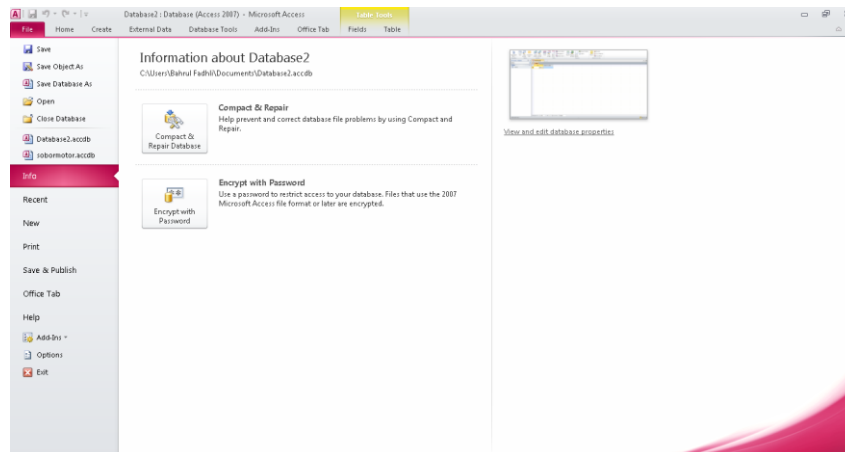 Database2 : Database (Access 2007) - Microsoft Access
Table Tools
File Home Create External Data Database Tools Add-Ins Office Tab Fields Table
Save
Save Object As
Save Database As
Open
Close Database
Database2.accdb
sobormotor.accdb
Info
Recent
New
Print
Save & Publish
Office Tab
Help
Add-Ins
Options
Exit
Information about Database2
C:\Users\Bahrul Fadhli\Documents\Database2.accdb
Compact &
Repair Database
Compact & Repair
Help prevent and correct database file problems by using Compact and
Repair.
Encrypt with
Password
Encrypt with Password
Use a password to restrict access to your database. Files that use the 2007
Microsoft Access file format or later are encrypted.
View and edit database properties